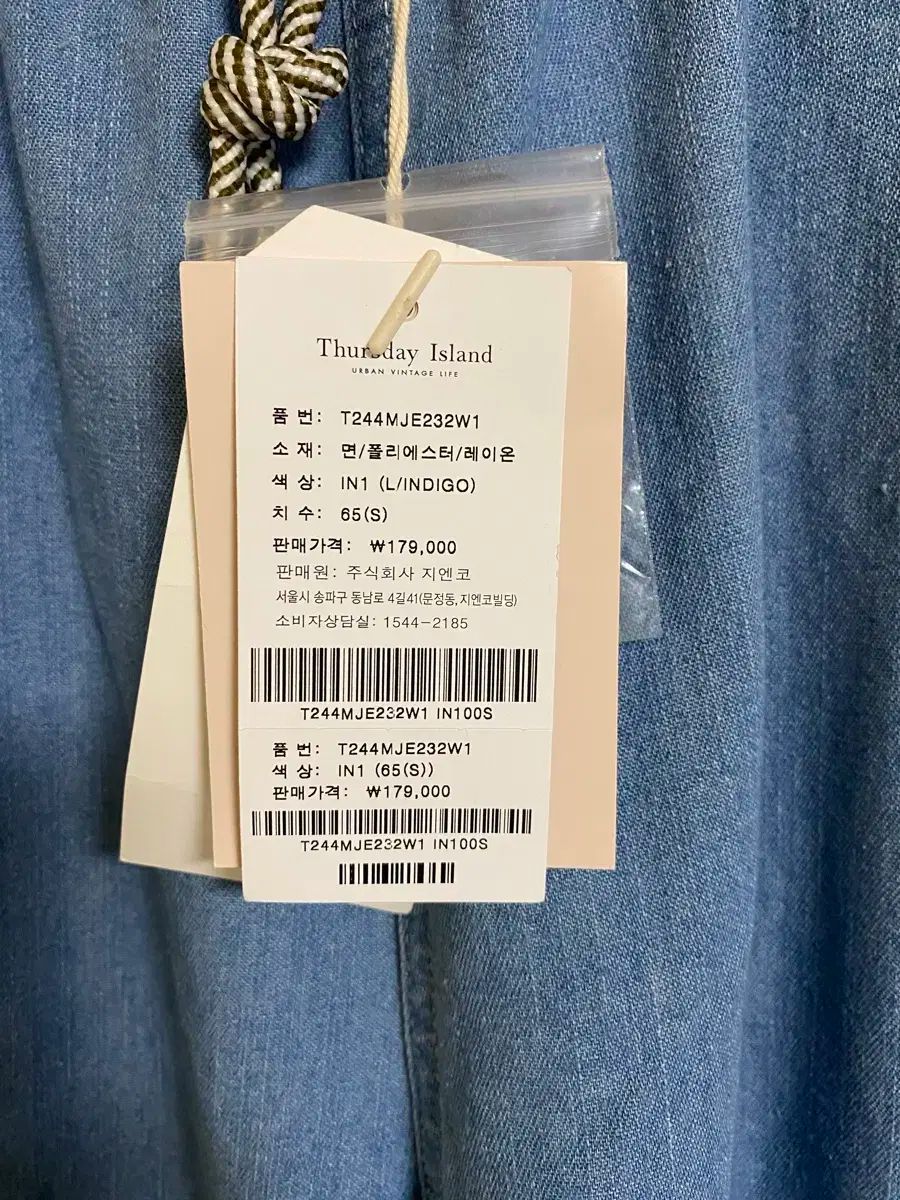 Thursday Island
URBAN VINTAGE LIFE
품 번: T244MJE232W1
소 재: 면/폴리에스터/레이온
색 상: IN1 (L/INDIGO)
치 수: 65(S)
판매가격: ₩179,000
판매원: 주식회사 지엔코
서울시 송파구 동남로 4길41(문정동, 지엔코빌딩)
소비자상담실: 1544-2185
T244MJE232W1 IN100S
품 번: T244MJE232W1
색 상: IN1 (65(S))
판매가격: ₩179,000
T244MJE232W1 IN100S